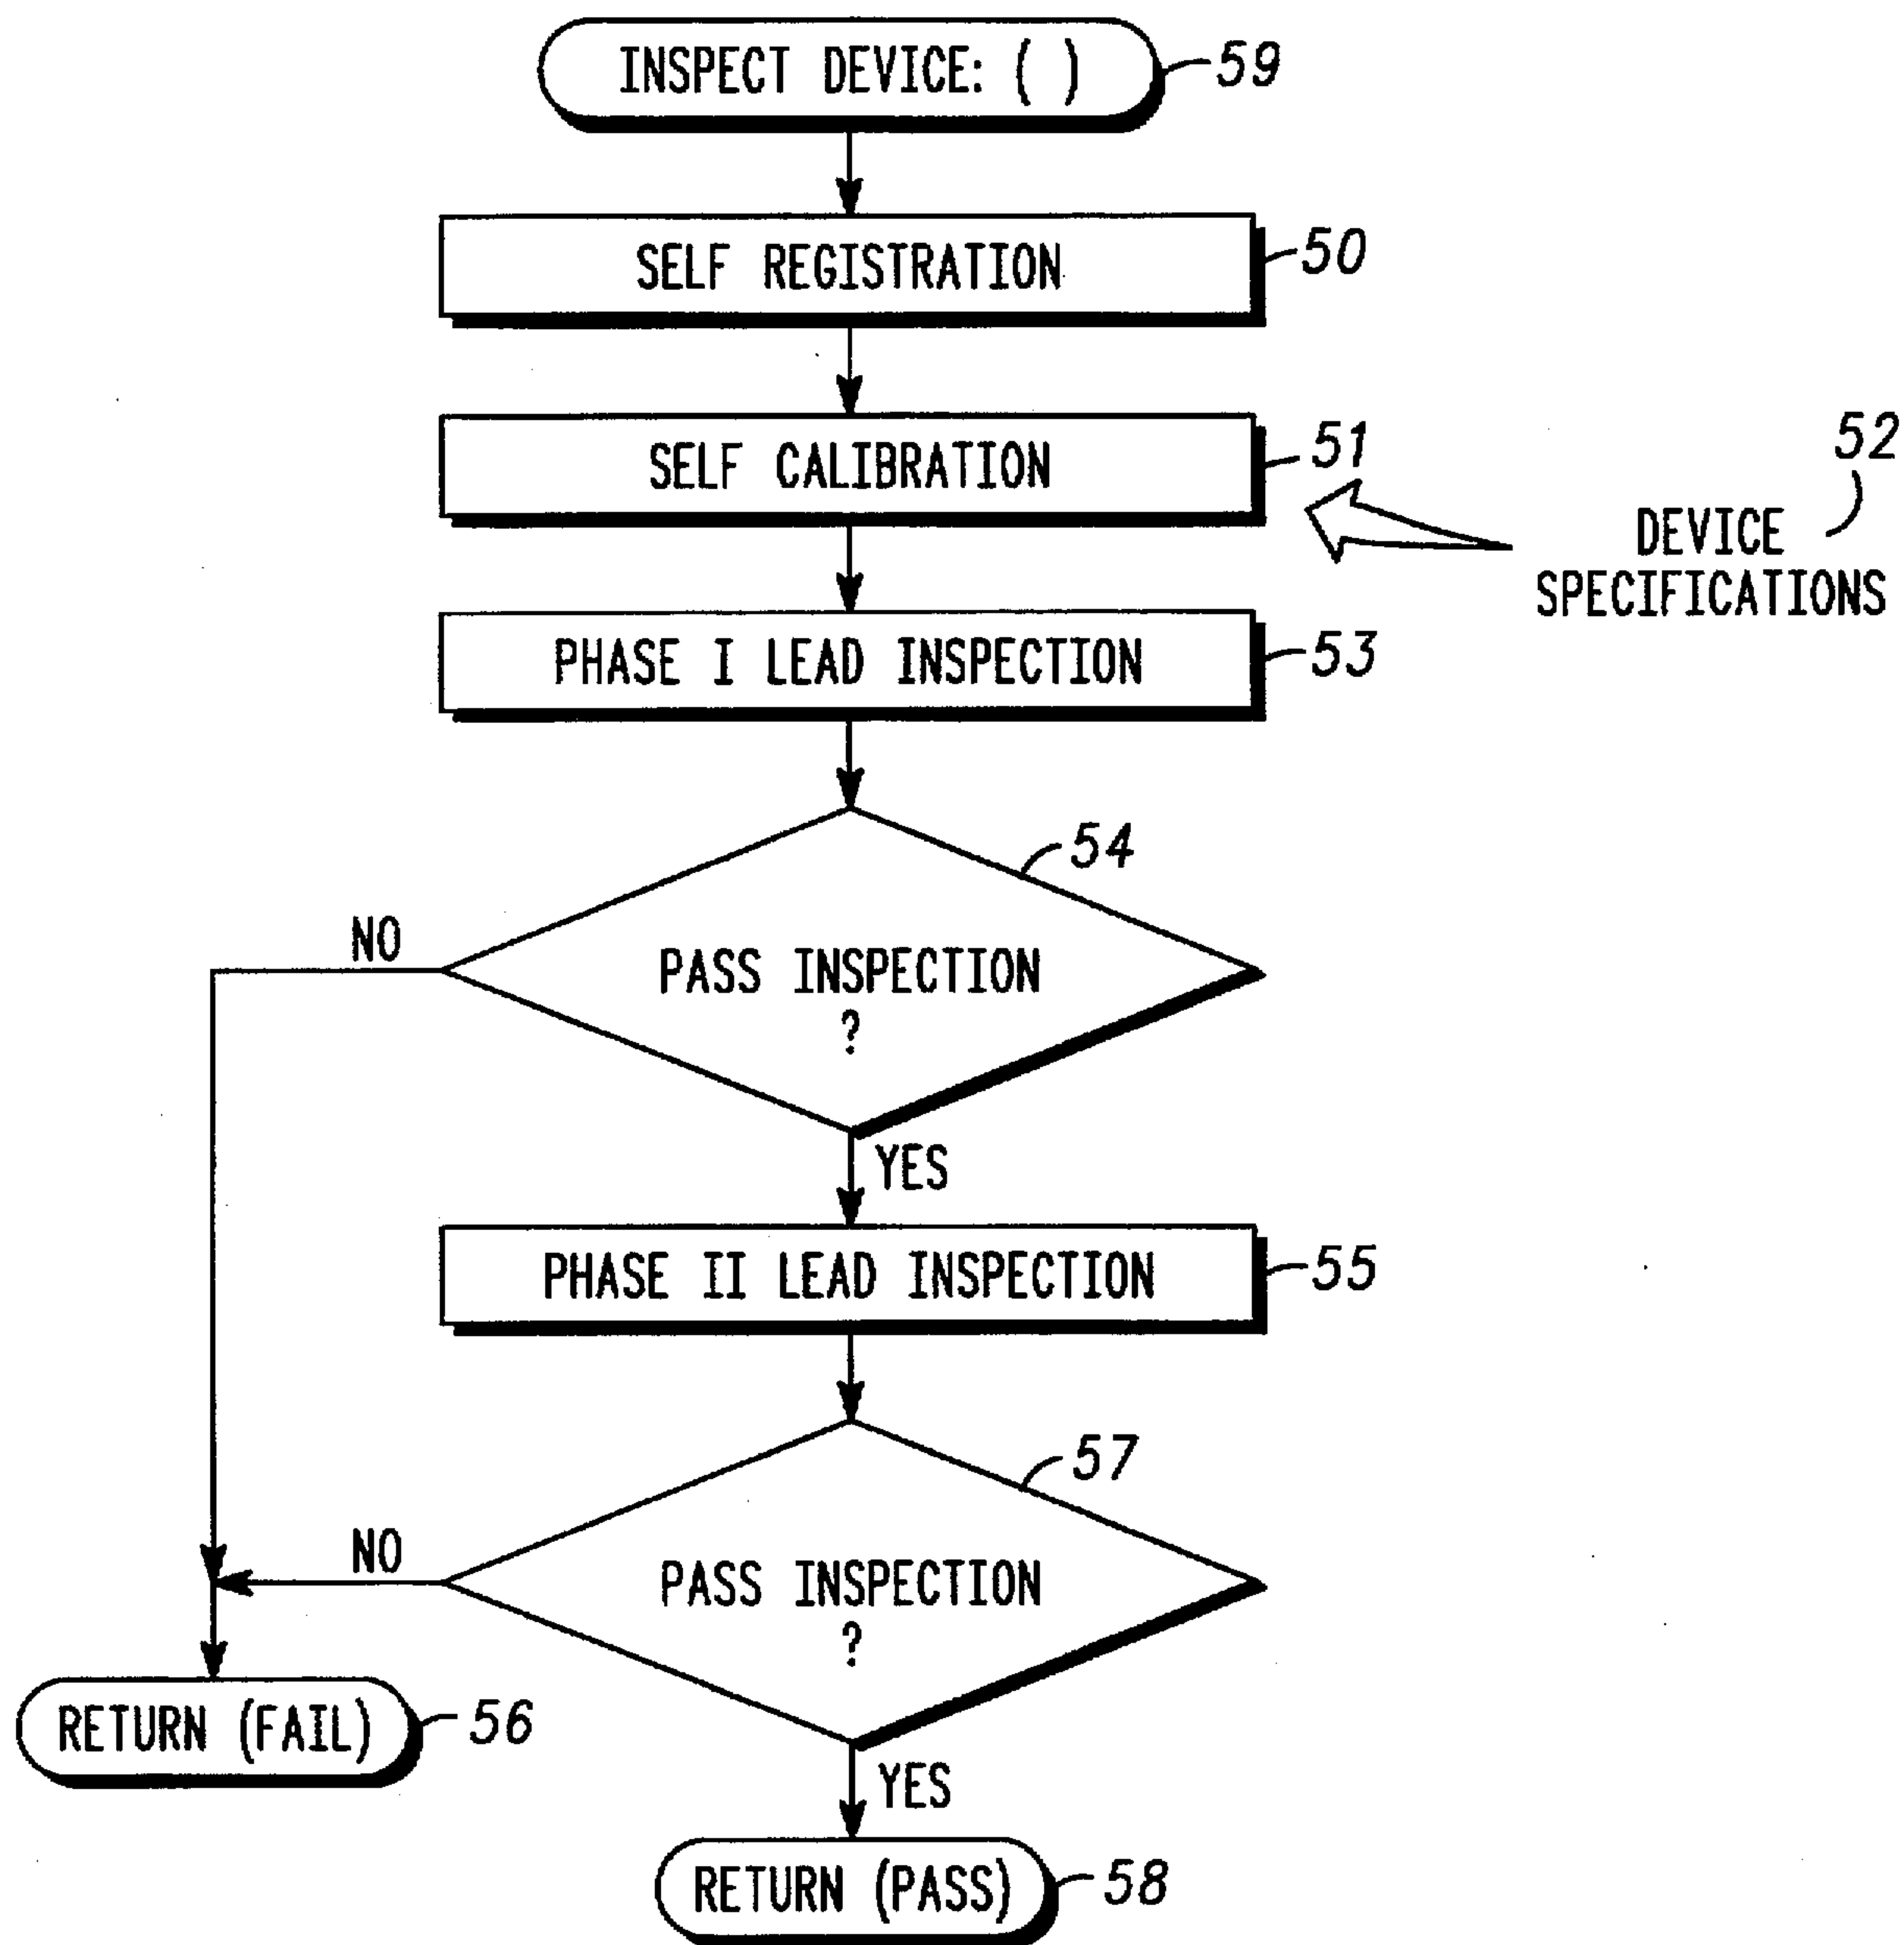 INSPECT DEVICE: ( )
59
SELF REGISTRATION
50
SELF CALIBRATION
51
52
DEVICE
SPECIFICATIONS
PHASE I LEAD INSPECTION
53
54
NO
PASS INSPECTION
?
YES
PHASE II LEAD INSPECTION
55
57
NO
PASS INSPECTION
?
RETURN (FAIL)
56
YES
RETURN (PASS)
58